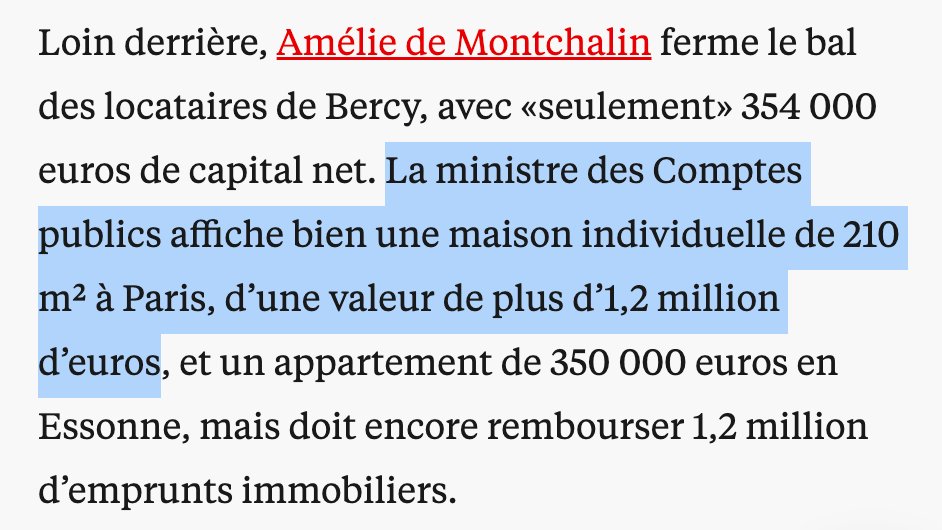 Loin derrière, Amélie de Montchalin ferme le bal
des locataires de Bercy, avec «seulement» 354 000
euros de capital net. La ministre des Comptes
publics affiche bien une maison individuelle de 210
m² à Paris, d’une valeur de plus d’1,2 million
d’euros, et un appartement de 350 000 euros en
Essonne, mais doit encore rembourser 1,2 million
d’emprunts immobiliers.